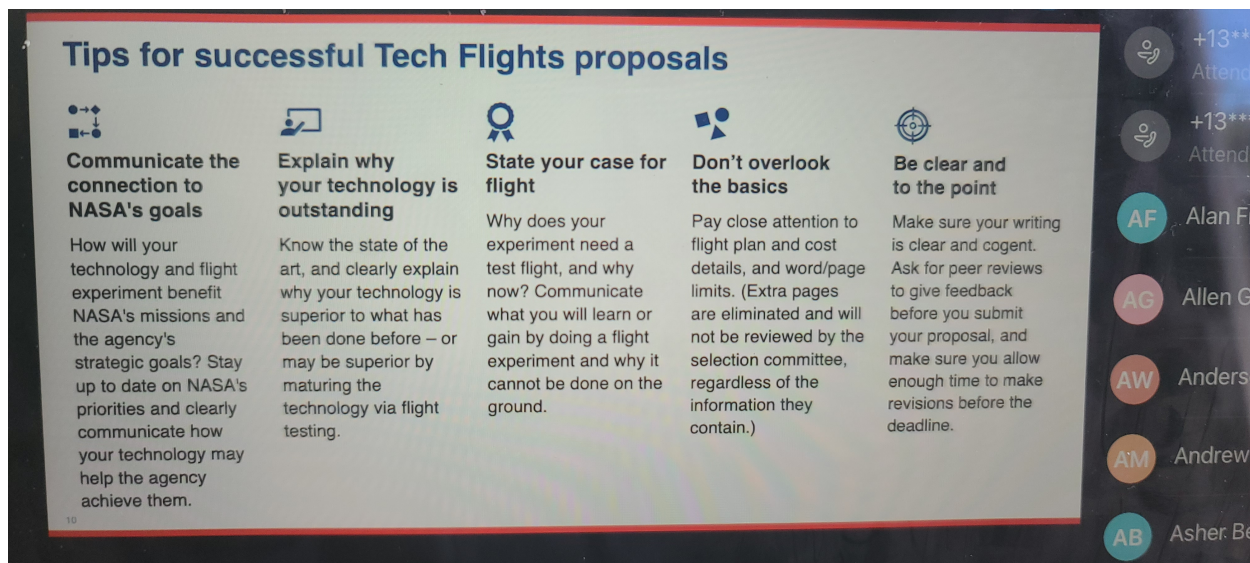 Tips for successful Tech Flights proposals
Communicate the
connection to
NASA's goals
How will your
technology and flight
experiment benefit
NASA's missions and
the agency's
strategic goals? Stay
up to date on NASA's
priorities and clearly
communicate how
your technology may
help the agency
achieve them.
Explain why
your technology is
outstanding
Know the state of the
art, and clearly explain
why your technology is
superior to what has
been done before – or
may be superior by
maturing the
technology via flight
testing.
State your case for
flight
Why does your
experiment need a
test flight, and why
now? Communicate
what you will learn or
gain by doing a flight
experiment and why it
cannot be done on the
ground.
Don't overlook
the basics
Pay close attention to
flight plan and cost
details, and word/page
limits. (Extra pages
are eliminated and will
not be reviewed by the
selection committee,
regardless of the
information they
contain.)
Be clear and
to the point
Make sure your writing
is clear and cogent.
Ask for peer reviews
to give feedback
before you submit
your proposal, and
make sure you allow
enough time to make
revisions before the
deadline.
10
+13**
Attend
+13***
Attend
AF Alan F
AG Allen G
AW Anders
AM Andrew
AB Asher Be